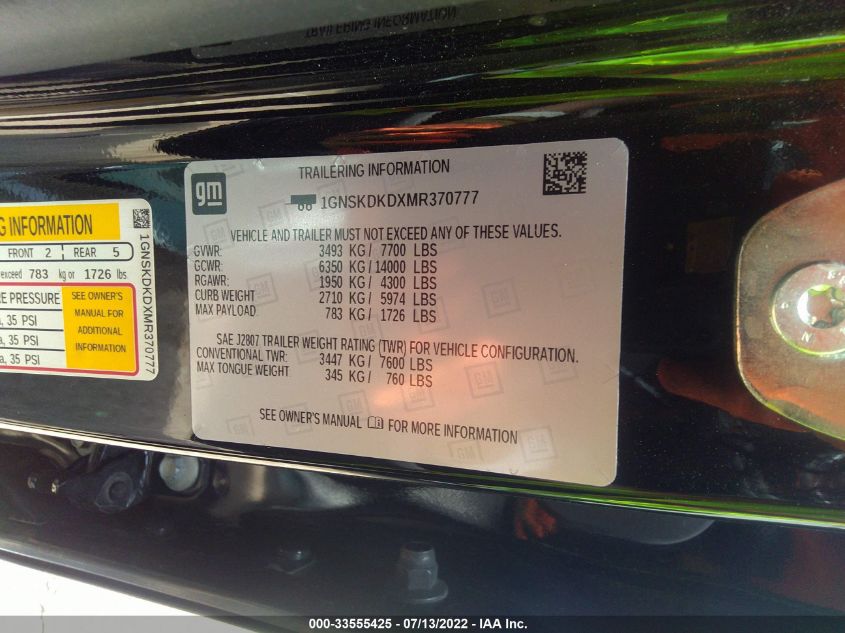 TRAILERING INFORMATION
gm
TRAILERING INFORMATION
1GNSKDKDXMR370777
VEHICLE AND TRAILER MUST NOT EXCEED ANY OF THESE VALUES.
GVWR: 3493 KG/ 7700 LBS
GCWR: 6350 KG/14000 LBS
RGAWR: 1950 KG/ 4300 LBS
CURB WEIGHT 2710 KG/ 5974 LBS
MAX PAYLOAD 783 KG/ 1726 LBS
SAE J2807 TRAILER WEIGHT RATING (TWR) FOR VEHICLE CONFIGURATION.
CONVENTIONAL TWR: 3447 KG/ 7600 LBS
MAX TONGUE WEIGHT 345 KG/ 760 LBS
SEE OWNER'S MANUAL FOR MORE INFORMATION
G INFORMATION
FRONT 2 REAR 5
exceed 783 kg or 1726 lbs.
RE PRESSURE
SEE OWNER'S
MANUAL FOR
ADDITIONAL
INFORMATION
a, 35 PSI
a, 35 PSI
a, 35 PSI
1GNSKDKDXMR370777
000-33555425 - 07/13/2022 - IAA Inc.